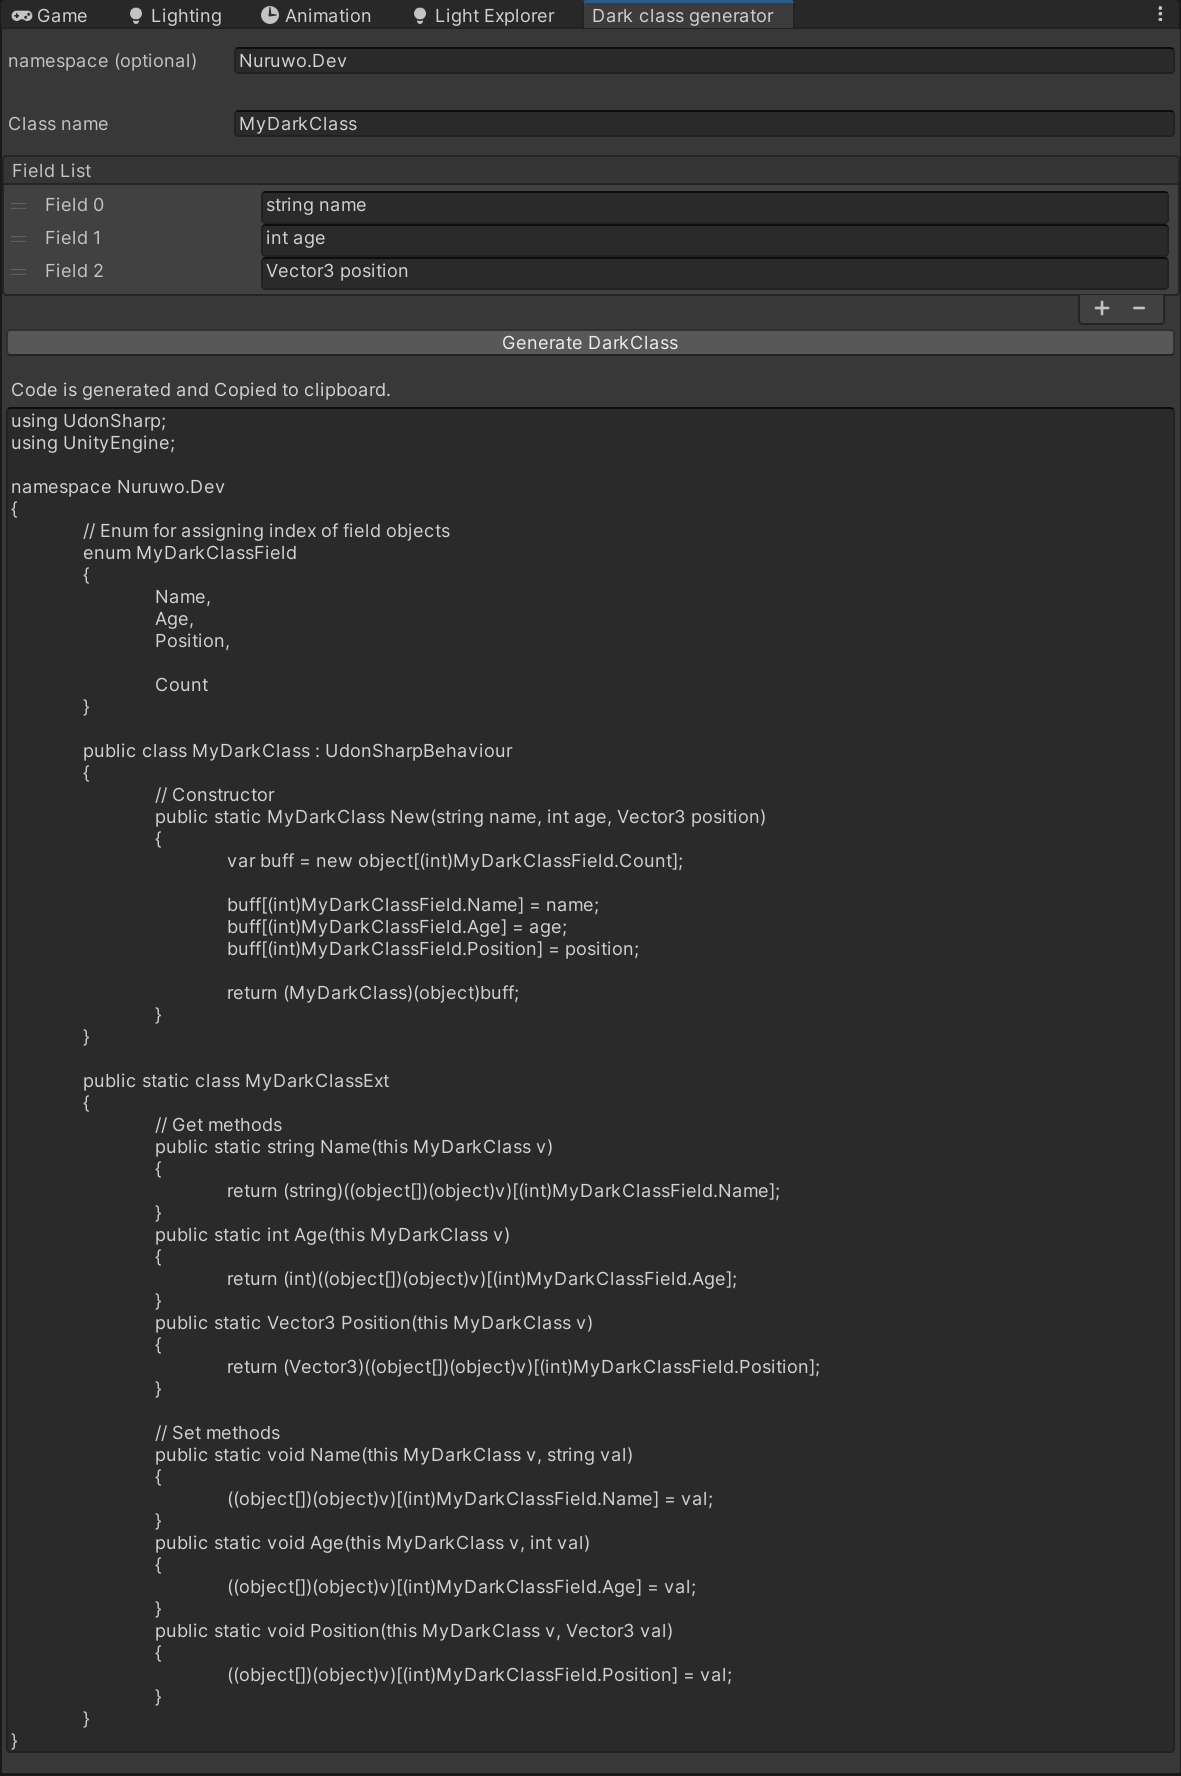 Game Lighting Animation Light Explorer Dark class generator
namespace (optional) Nuruwo.Dev
Class name MyDarkClass
Field List
Field 0 string name
Field 1 int age
Field 2 Vector3 position
+ −
Generate DarkClass
Code is generated and Copied to clipboard.
using UdonSharp;
using UnityEngine;
namespace Nuruwo.Dev
{
// Enum for assigning index of field objects
enum MyDarkClassField
{
Name,
Age,
Position,
Count
}
public class MyDarkClass : UdonSharpBehaviour
{
// Constructor
public static MyDarkClass New(string name, int age, Vector3 position)
{
var buff = new object[(int)MyDarkClassField.Count];
buff[(int)MyDarkClassField.Name] = name;
buff[(int)MyDarkClassField.Age] = age;
buff[(int)MyDarkClassField.Position] = position;
return (MyDarkClass)(object)buff;
}
}
public static class MyDarkClassExt
{
// Get methods
public static string Name(this MyDarkClass v)
{
return (string)((object[])(object)v)[(int)MyDarkClassField.Name];
}
public static int Age(this MyDarkClass v)
{
return (int)((object[])(object)v)[(int)MyDarkClassField.Age];
}
public static Vector3 Position(this MyDarkClass v)
{
return (Vector3)((object[])(object)v)[(int)MyDarkClassField.Position];
}
// Set methods
public static void Name(this MyDarkClass v, string val)
{
((object[])(object)v)[(int)MyDarkClassField.Name] = val;
}
public static void Age(this MyDarkClass v, int val)
{
((object[])(object)v)[(int)MyDarkClassField.Age] = val;
}
public static void Position(this MyDarkClass v, Vector3 val)
{
((object[])(object)v)[(int)MyDarkClassField.Position] = val;
}
}
}